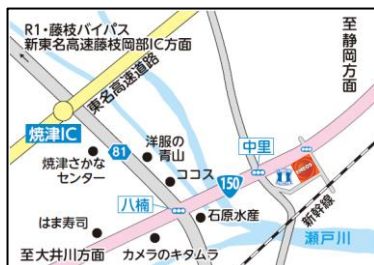 R1・藤枝バイパス
新東名高速藤枝岡部IC方面
東名高速道路
至静岡方面
焼津IC
81
洋服の
青山
中里
焼津さかな
センター
ココス
150
八楠
石原水産
新幹線
はま寿司
瀬戸川
至大井川方面
カメラのキタムラ